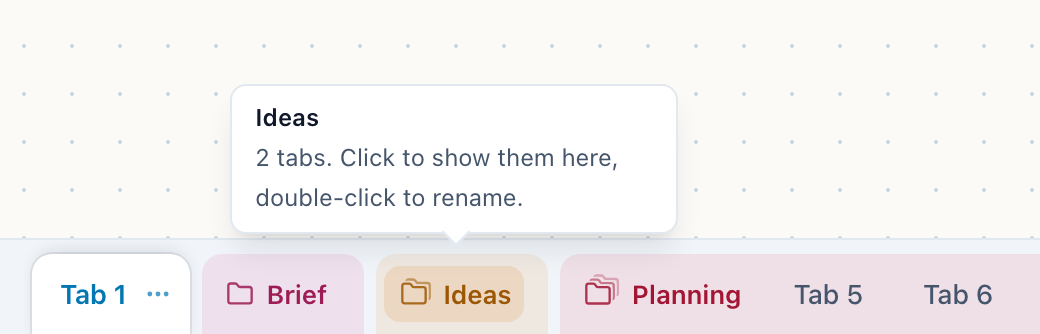 Ideas
2 tabs. Click to show them here,
double-click to rename.
Tab 1 Brief Ideas Planning Tab 5 Tab 6